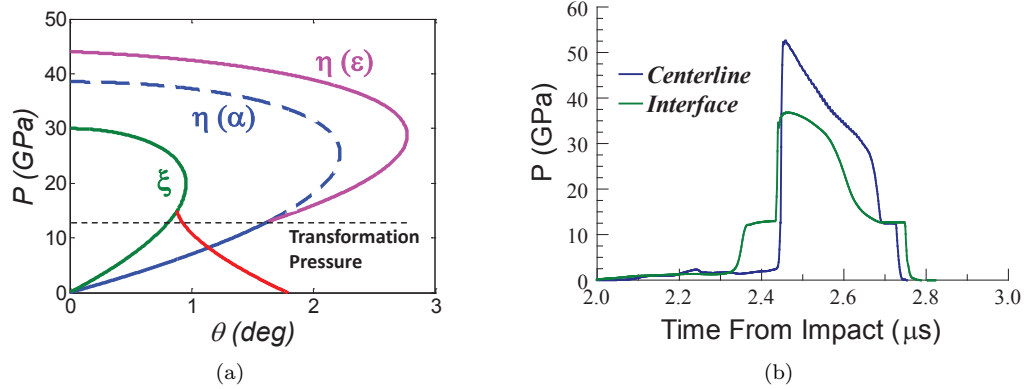 50
40
30
20
10
0
P (GPa)
η (ε)
η (α)
ξ
Transformation
Pressure
0
1
2
3
θ (deg)
(a)
60
50
40
30
20
10
0
P (GPa)
Centerline
Interface
2.0
2.2
2.4
2.6
2.8
3.0
Time From Impact (μs)
(b)